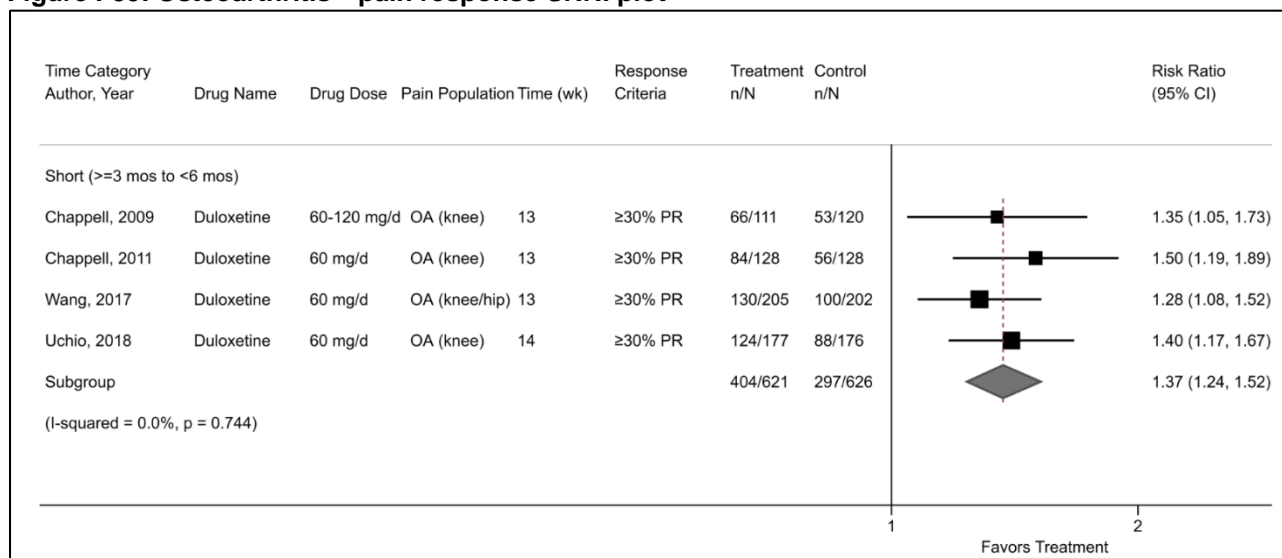 Osteoarthritis – pain response SNRI plot
Time Category Response Treatment Control Risk Ratio
Author, Year Drug Name Drug Dose Pain Population Time (wk) Criteria n/N n/N (95% CI)
Short (>=3 mos to <6 mos)
Chappell, 2009 Duloxetine 60-120 mg/d OA (knee) 13 ≥30% PR 66/111 53/120 1.35 (1.05, 1.73)
Chappell, 2011 Duloxetine 60 mg/d OA (knee) 13 ≥30% PR 84/128 56/128 1.50 (1.19, 1.89)
Wang, 2017 Duloxetine 60 mg/d OA (knee/hip) 13 ≥30% PR 130/205 100/202 1.28 (1.08, 1.52)
Uchio, 2018 Duloxetine 60 mg/d OA (knee) 14 ≥30% PR 124/177 88/176 1.40 (1.17, 1.67)
Subgroup 404/621 297/626 1.37 (1.24, 1.52)
(I-squared = 0.0%, p = 0.744)
1 2
Favors Treatment